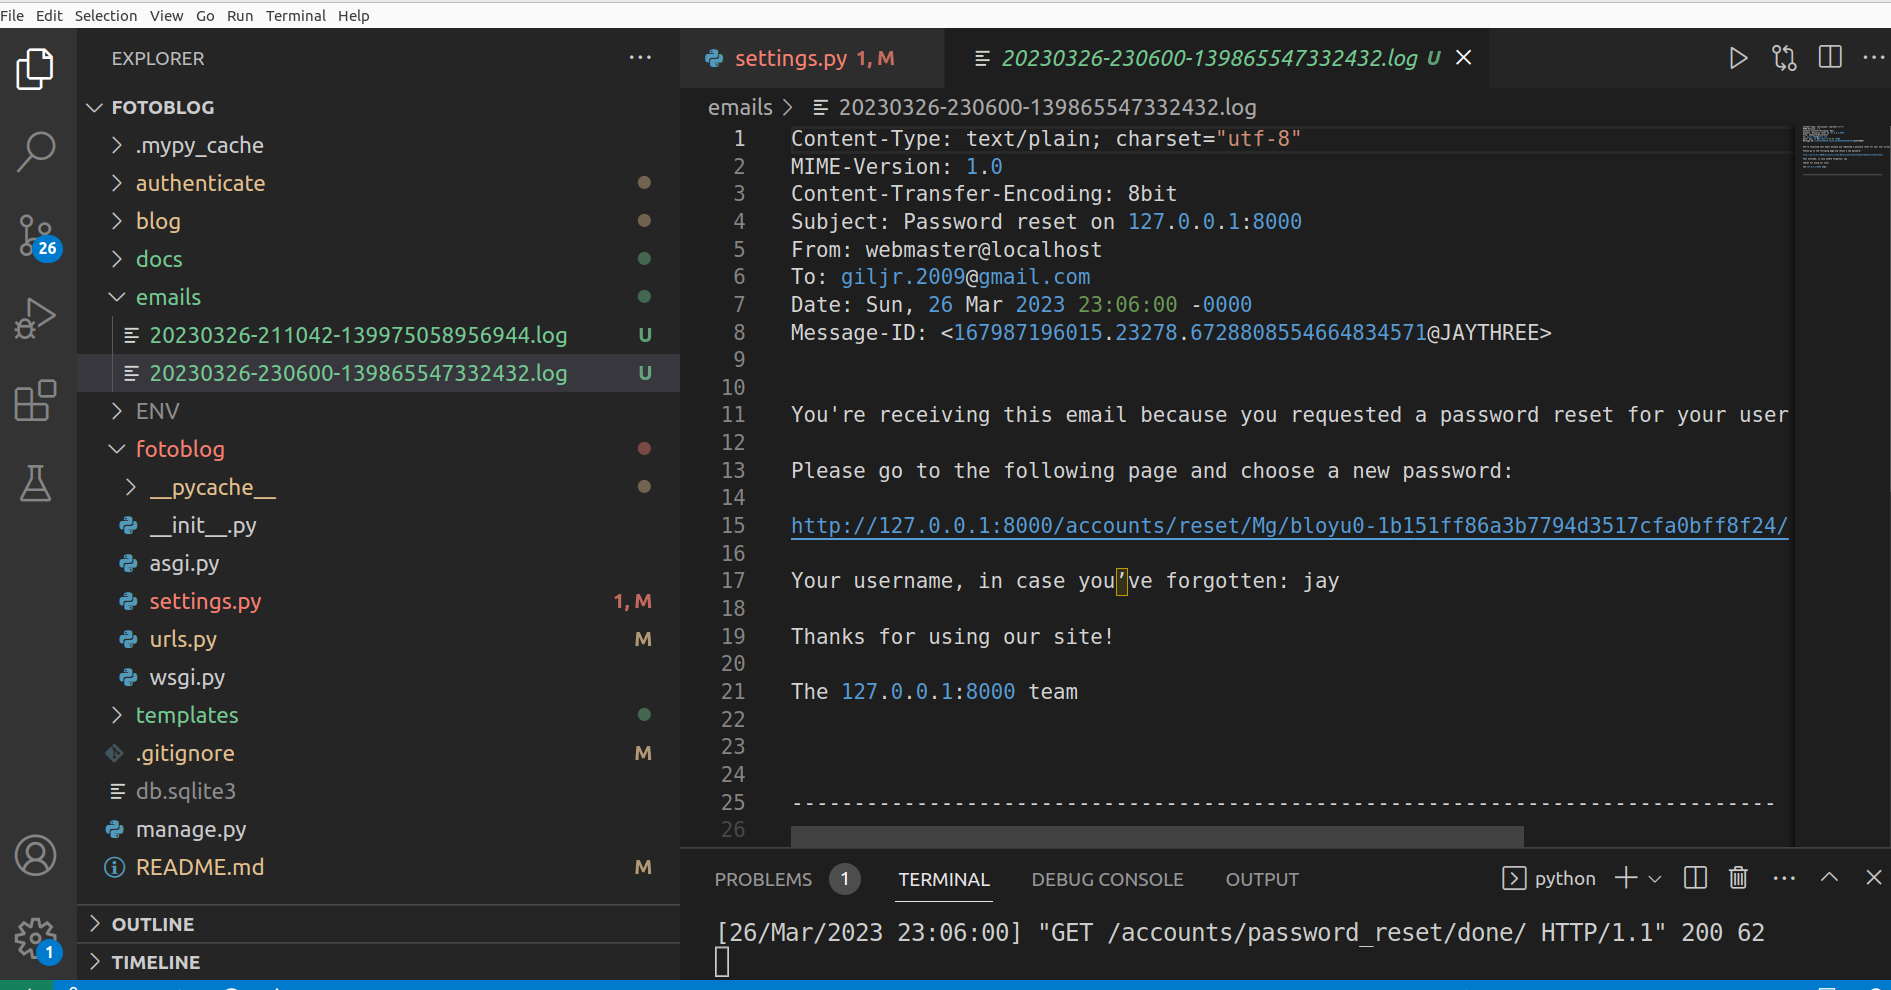 File Edit Selection View Go Run Terminal Help
EXPLORER
FOTOBLOG
.mypy_cache
authenticate
blog
docs
emails
20230326-211042-139975058956944.log U
20230326-230600-139865547332432.log U
ENV
fotoblog
__pycache__
__init__.py
asgi.py
settings.py 1, M
urls.py M
wsgi.py
templates
.gitignore M
db.sqlite3
manage.py
README.md M
OUTLINE
TIMELINE
26
1
settings.py 1, M
20230326-230600-139865547332432.log U
emails > 20230326-230600-139865547332432.log
1 Content-Type: text/plain; charset="utf-8"
2 MIME-Version: 1.0
3 Content-Transfer-Encoding: 8bit
4 Subject: Password reset on 127.0.0.1:8000
5 From: webmaster@localhost
6 To: giljr.2009@gmail.com
7 Date: Sun, 26 Mar 2023 23:06:00 -0000
8 Message-ID: <167987196015.23278.6728808554664834571@JAYTHREE>
9
10
11 You're receiving this email because you requested a password reset for your user
12
13 Please go to the following page and choose a new password:
14
15 http://127.0.0.1:8000/accounts/reset/Mg/bloyu0-1b151ff86a3b7794d3517cfa0bff8f24/
16
17 Your username, in case you’ve forgotten: jay
18
19 Thanks for using our site!
20
21 The 127.0.0.1:8000 team
22
23
24
25 -------------------------------------------------------------------------------
26
PROBLEMS 1 TERMINAL DEBUG CONSOLE OUTPUT python
[26/Mar/2023 23:06:00] "GET /accounts/password_reset/done/ HTTP/1.1" 200 62